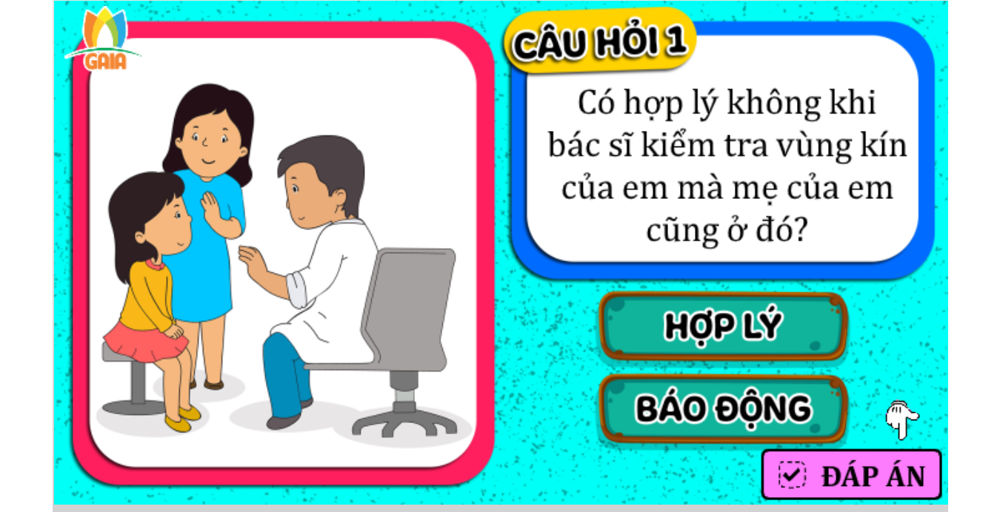 GAIA
CÂU HỎI 1
Có hợp lý không khi
bác sĩ kiểm tra vùng kín
của em mà mẹ của em
cũng ở đó?
HỢP LÝ
BÁO ĐỘNG
ĐÁP ÁN